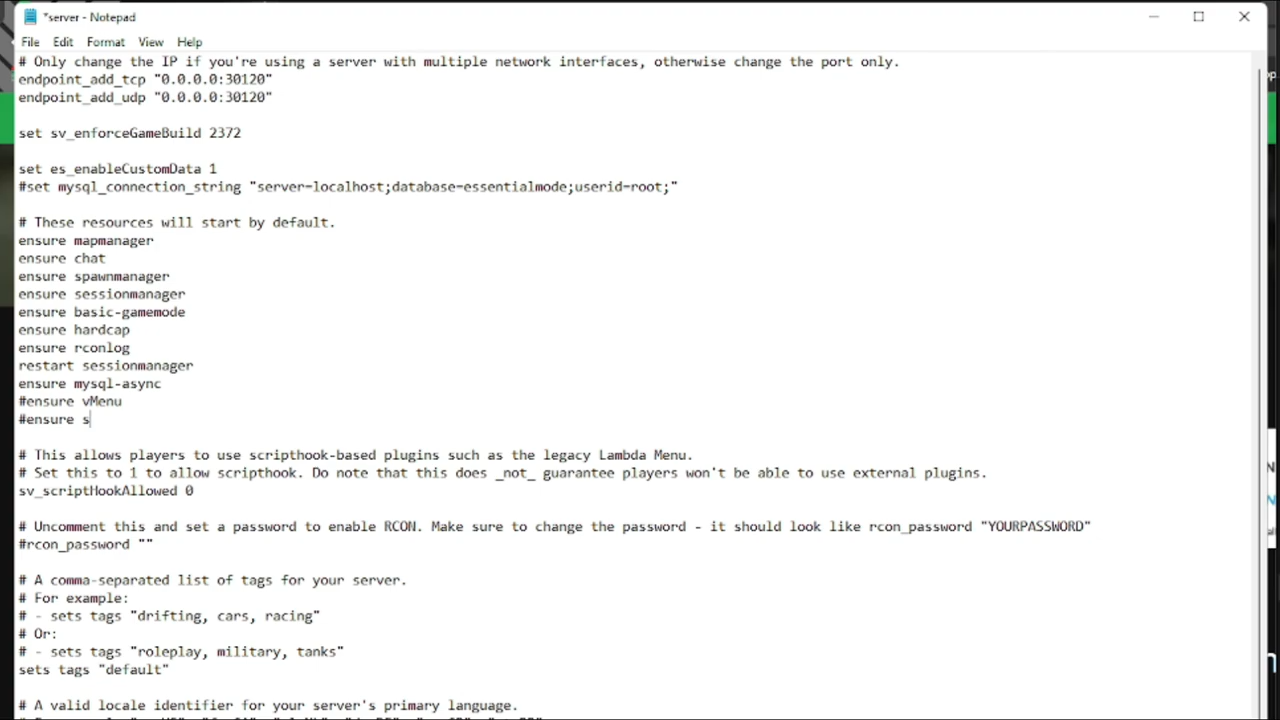 *server - Notepad
File Edit Format View Help
# Only change the IP if you're using a server with multiple network interfaces, otherwise change the port only.
endpoint_add_tcp "0.0.0.0:30120"
endpoint_add_udp "0.0.0.0:30120"
set sv_enforceGameBuild 2372
set es_enableCustomData 1
#set mysql_connection_string "server=localhost;database=essentialmode;userid=root;"
# These resources will start by default.
ensure mapmanager
ensure chat
ensure spawnmanager
ensure sessionmanager
ensure basic-gamemode
ensure hardcap
ensure rconlog
restart sessionmanager
ensure mysql-async
#ensure vMenu
#ensure s
# This allows players to use scripthook-based plugins such as the legacy Lambda Menu.
# Set this to 1 to allow scripthook. Do note that this does _not_ guarantee players won't be able to use external plugins.
sv_scriptHookAllowed 0
# Uncomment this and set a password to enable RCON. Make sure to change the password - it should look like rcon_password "YOURPASSWORD"
#rcon_password ""
# A comma-separated list of tags for your server.
# For example:
# - sets tags "drifting, cars, racing"
# Or:
# - sets tags "roleplay, military, tanks"
sets tags "default"
# A valid locale identifier for your server's primary language.